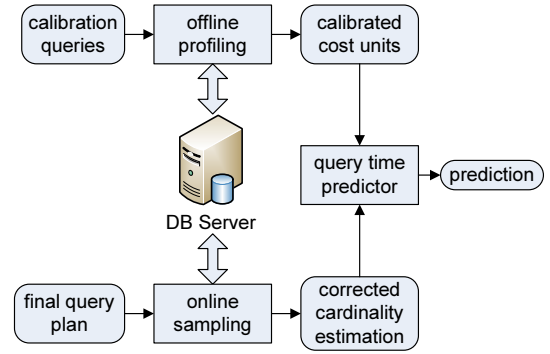 calibration
queries
offline
profiling
calibrated
cost units
query time
predictor
prediction
DB Server
final query
plan
online
sampling
corrected
cardinality
estimation